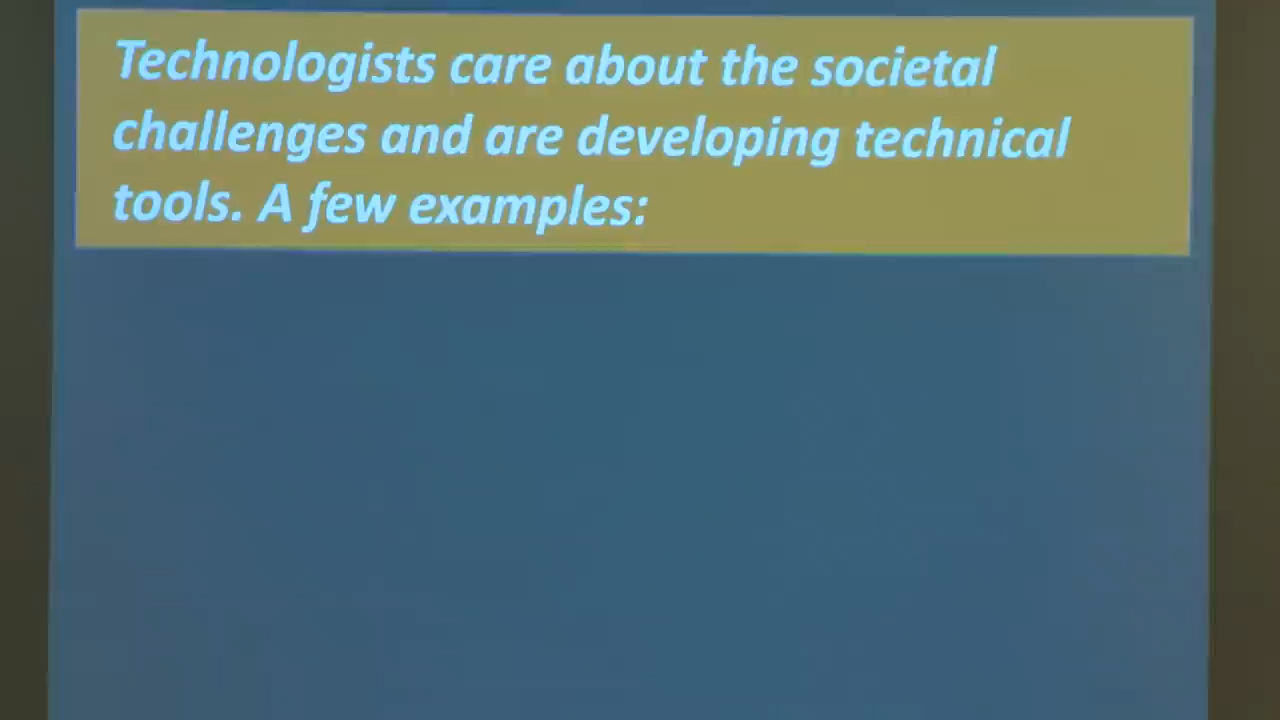 Technologists care about the societal
challenges and are developing technical
tools. A few examples: